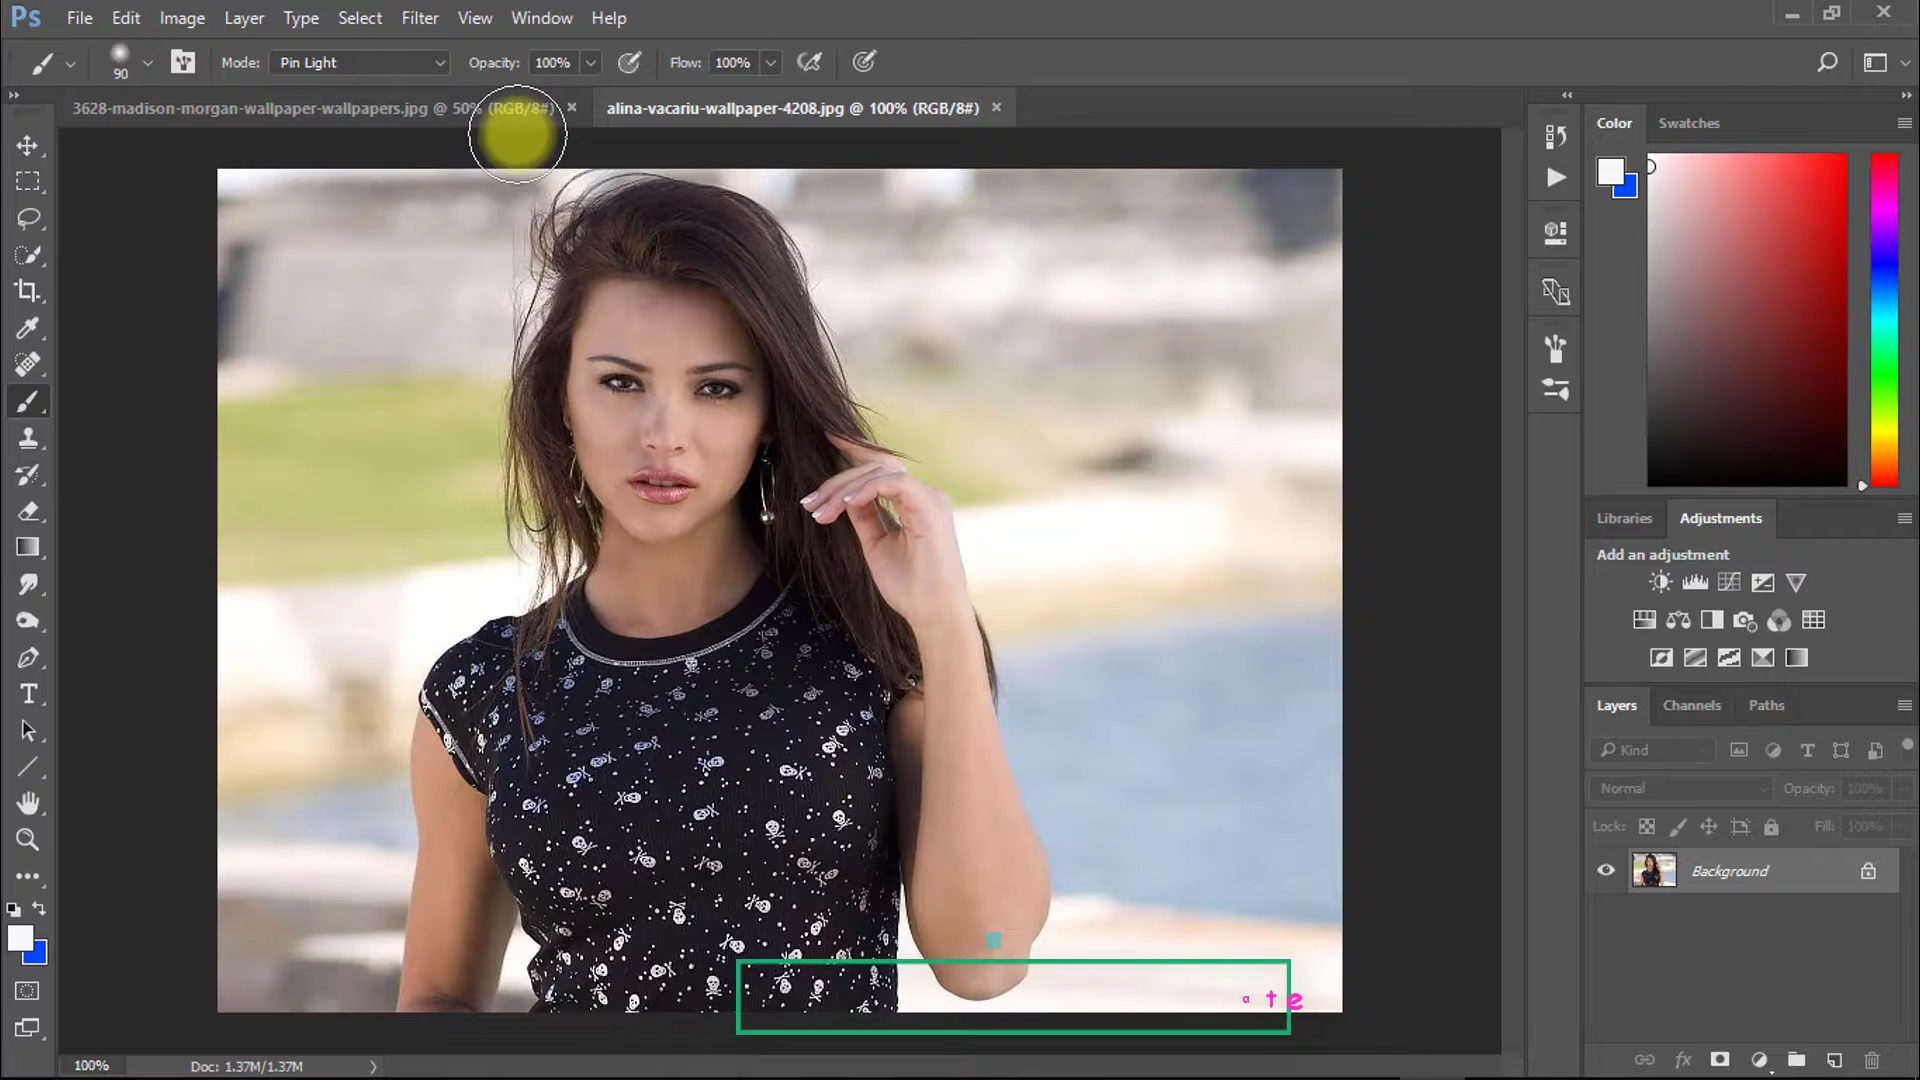 Ps File Edit Image Layer Type Select Filter View Window Help
90 Mode: Pin Light Opacity: 100% Flow: 100%
3628-madison-morgan-wallpaper-wallpapers.jpg @ 50% (RGB/8#) × alina-vacariu-wallpaper-4208.jpg @ 100% (RGB/8#) ×
Color Swatches
Libraries Adjustments
Add an adjustment
Layers Channels Paths
Kind
Normal Opacity: 100%
Lock: Fill: 100%
Background
a t e
100% Doc: 1.37M/1.37M